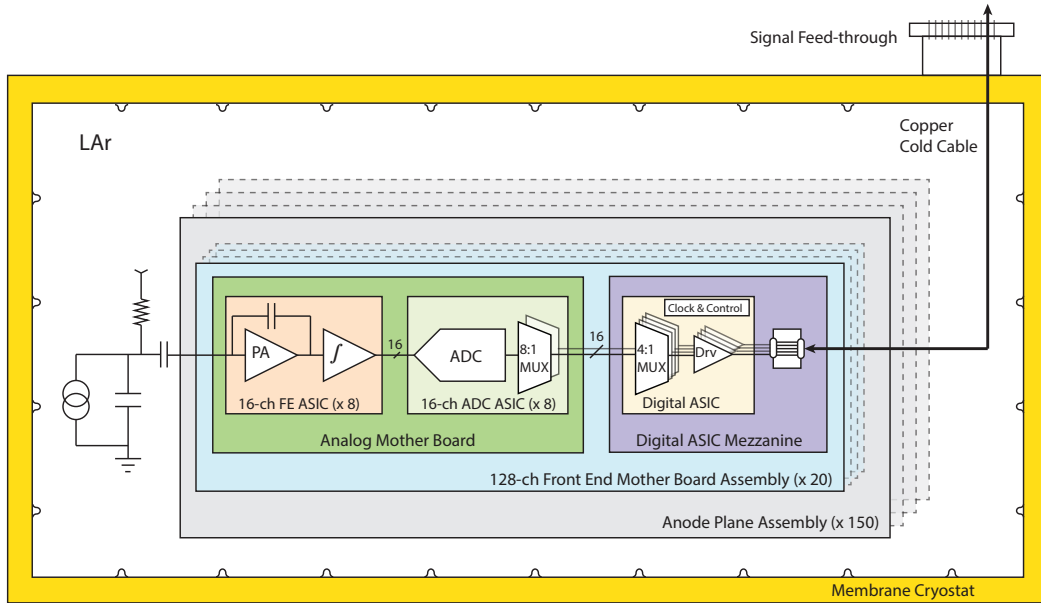 Signal Feed-through
Copper
Cold Cable
LAr
Clock & Control
PA
∫
16
ADC
8:1
MUX
16
4:1
MUX
Drv
16-ch FE ASIC (x 8)
16-ch ADC ASIC (x 8)
Digital ASIC
Analog Mother Board
Digital ASIC Mezzanine
128-ch Front End Mother Board Assembly (x 20)
Anode Plane Assembly (x 150)
Membrane Cryostat